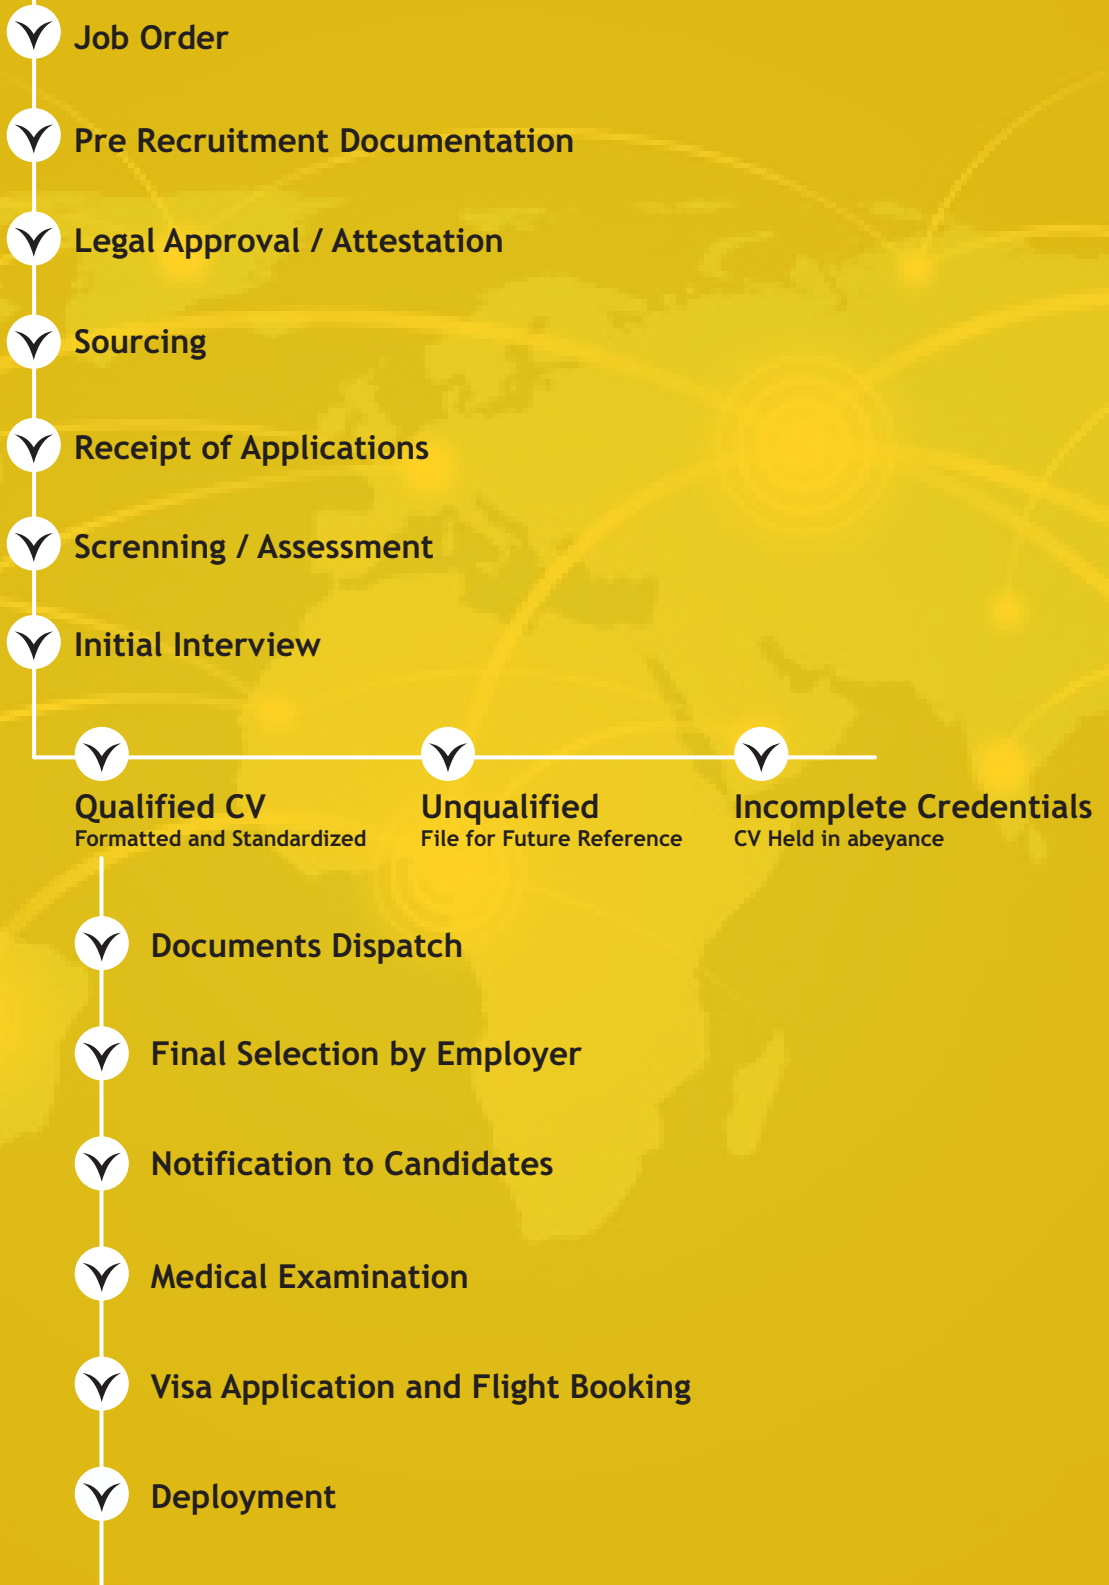 Job Order
Pre Recruitment Documentation
Legal Approval / Attestation
Sourcing
Receipt of Applications
Screnning / Assessment
Initial Interview
Qualified CV
Formatted and Standardized
Unqualified
File for Future Reference
Incomplete Credentials
CV Held in abeyance
Documents Dispatch
Final Selection by Employer
Notification to Candidates
Medical Examination
Visa Application and Flight Booking
Deployment